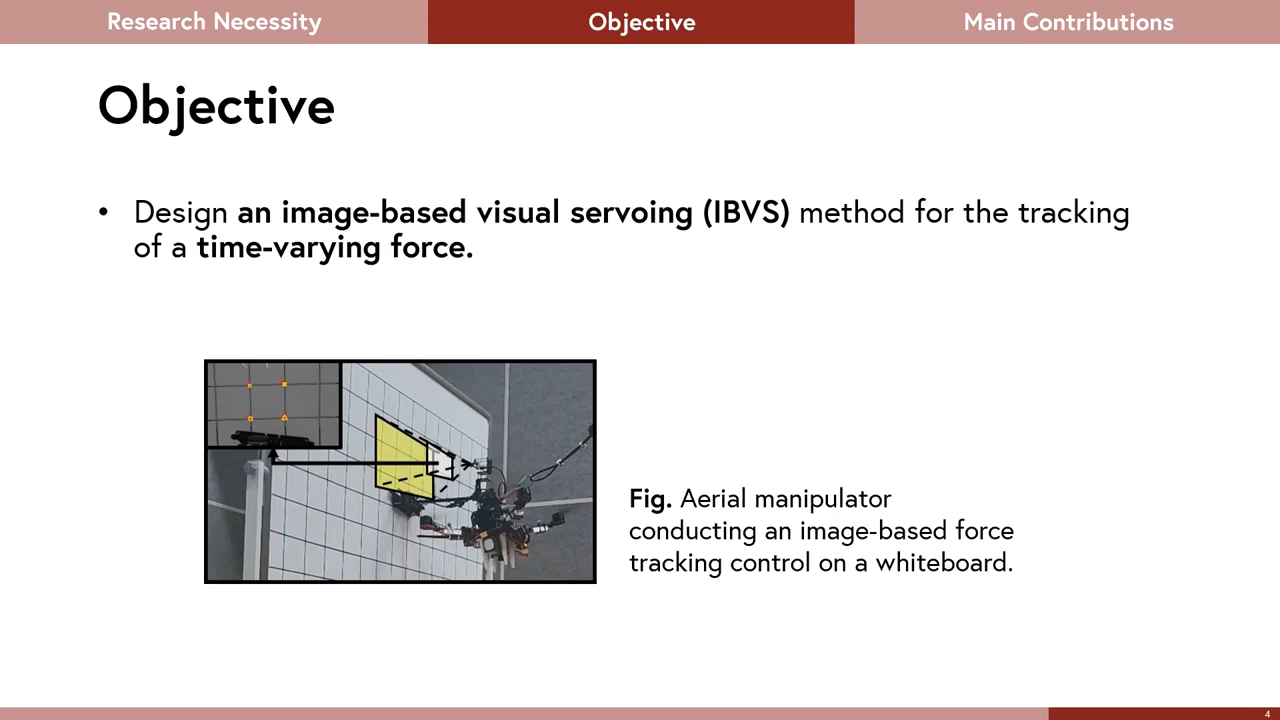 Research Necessity
Objective
Main Contributions
Objective
• Design an image-based visual servoing (IBVS) method for the tracking
of a time-varying force.
Fig. Aerial manipulator
conducting an image-based force
tracking control on a whiteboard.
4